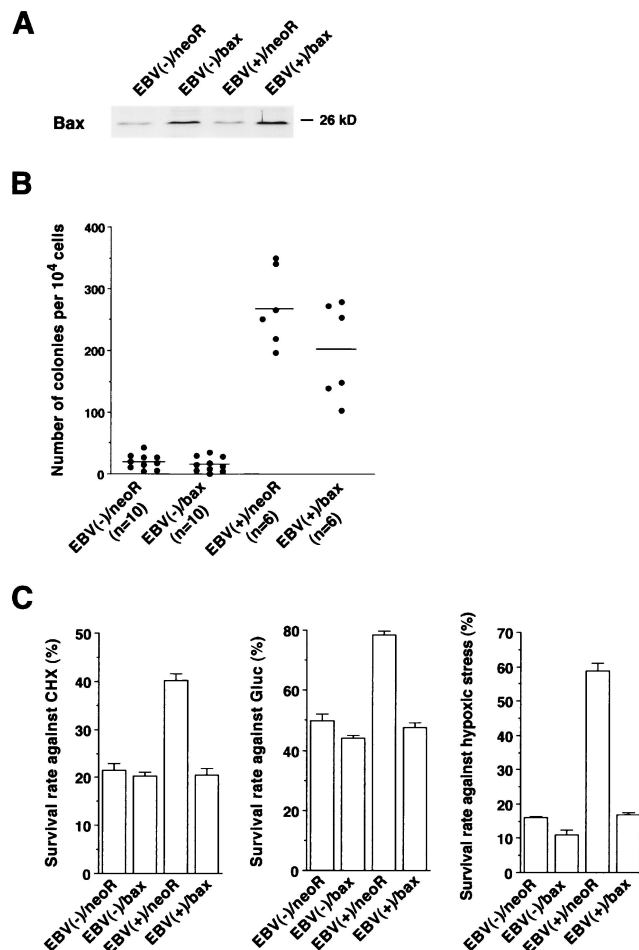 A
EBV(-)/neoR
EBV(-)/bax
EBV(+)/neoR
EBV(+)/bax
Bax
— 26 kD
B
Number of colonies per 10⁴ cells
400
300
200
100
0
EBV(-)/neoR
(n=10)
EBV(-)/bax
(n=10)
EBV(+)/neoR
(n=6)
EBV(+)/bax
(n=6)
C
Survival rate against CHX (%)
50
40
30
20
10
0
EBV(-)/neoR
EBV(-)/bax
EBV(+)/neoR
EBV(+)/bax
Survival rate against Gluc (%)
80
60
40
20
0
EBV(-)/neoR
EBV(-)/bax
EBV(+)/neoR
EBV(+)/bax
Survival rate against hypoxic stress (%)
70
60
50
40
30
20
10
0
EBV(-)/neoR
EBV(-)/bax
EBV(+)/neoR
EBV(+)/bax